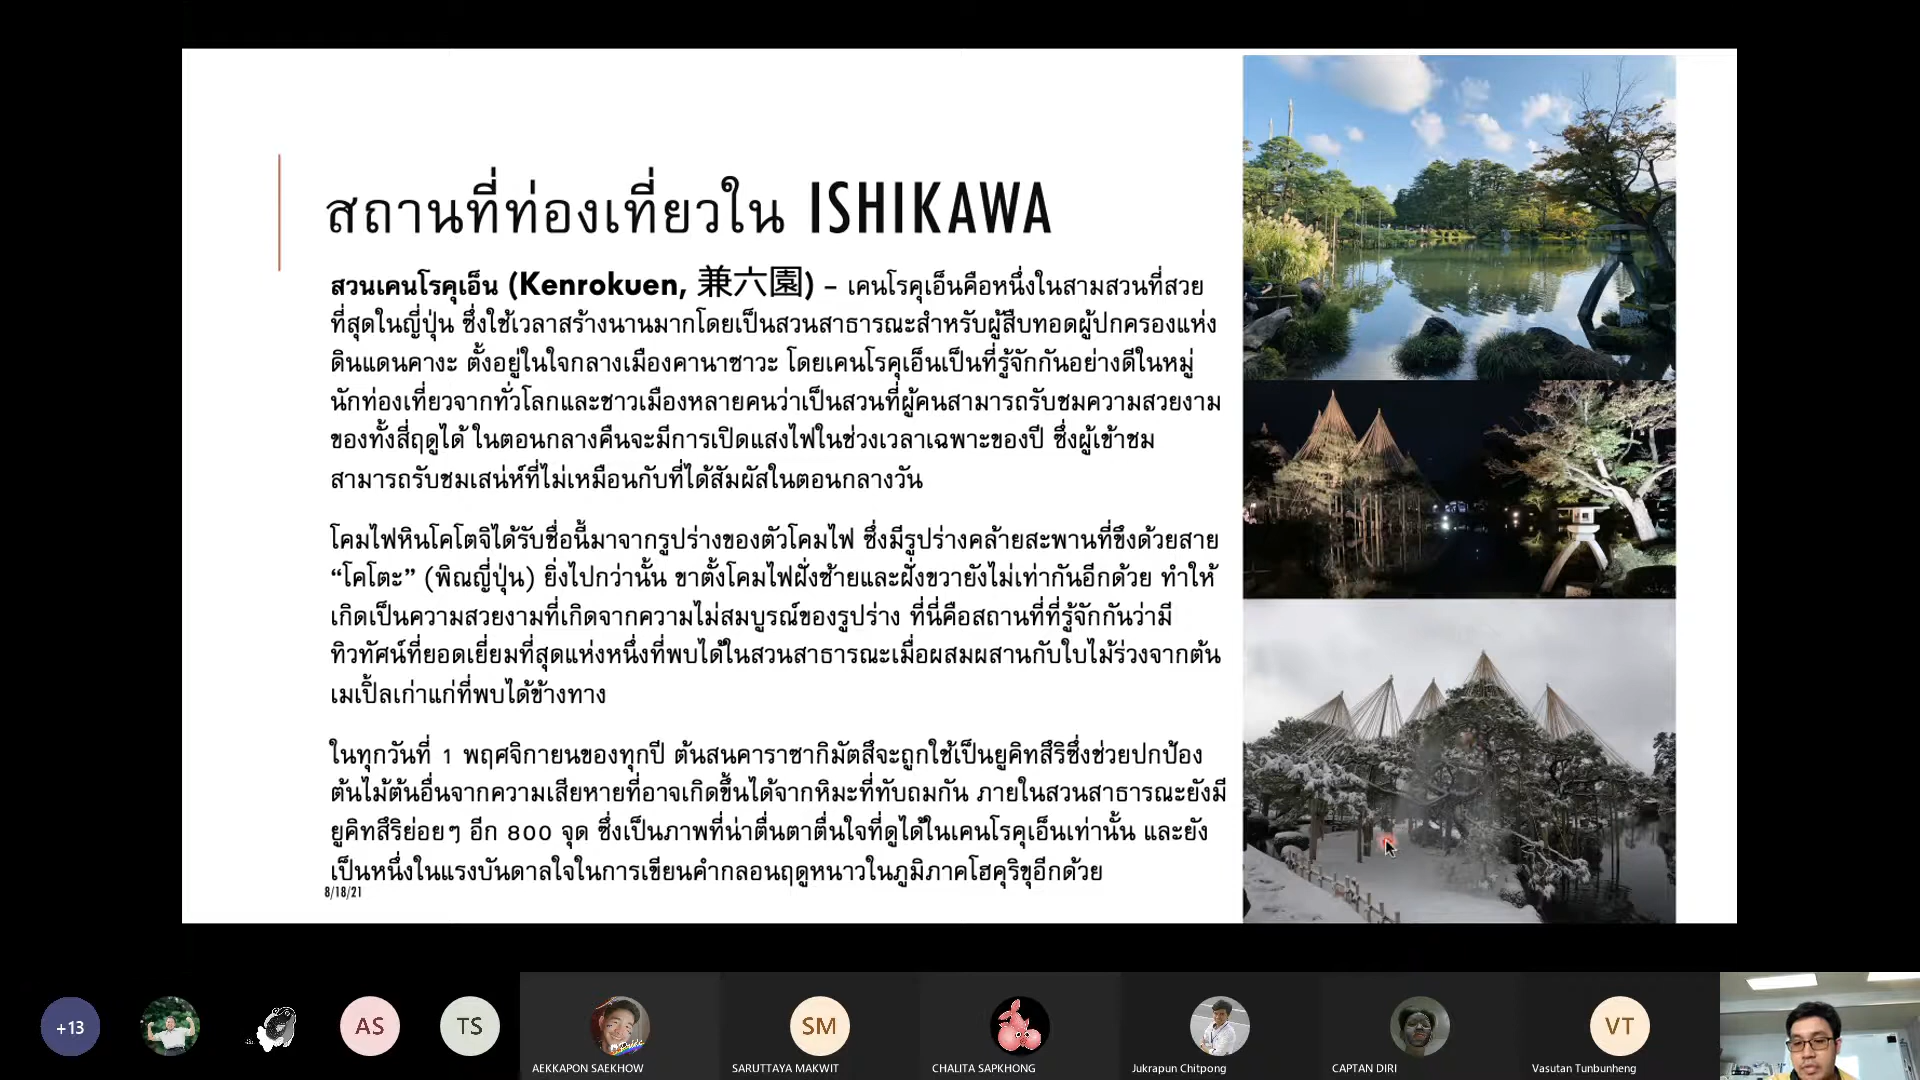 สถานที่ท่องเที่ยวใน ISHIKAWA
สวนเคนโรคุเอ็น (Kenrokuen, 兼六園) – เคนโรคุเอ็นคือหนึ่งในสามสวนที่สวย
ที่สุดในญี่ปุ่น ซึ่งใช้เวลาสร้างนานมากโดยเป็นสวนสาธารณะสำหรับผู้สืบทอดผู้ปกครองแห่ง
ดินแดนคางะ ตั้งอยู่ในใจกลางเมืองคานาซาวะ โดยเคนโรคุเอ็นเป็นที่รู้จักกันอย่างดีในหมู่
นักท่องเที่ยวจากทั่วโลกและชาวเมืองหลายคนว่าเป็นสวนที่ผู้คนสามารถรับชมความสวยงาม
ของทั้งสี่ฤดูได้ ในตอนกลางคืนจะมีการเปิดแสงไฟในช่วงเวลาเฉพาะของปี ซึ่งผู้เข้าชม
สามารถรับชมเสน่ห์ที่ไม่เหมือนกับที่ได้สัมผัสในตอนกลางวัน
โคมไฟหินโคโตจิได้รับชื่อนี้มาจากรูปร่างของตัวโคมไฟ ซึ่งมีรูปร่างคล้ายสะพานที่ขึงด้วยสาย
“โคโตะ” (พิณญี่ปุ่น) ยิ่งไปกว่านั้น ขาตั้งโคมไฟฝั่งซ้ายและฝั่งขวายังไม่เท่ากันอีกด้วย ทำให้
เกิดเป็นความสวยงามที่เกิดจากความไม่สมบูรณ์ของรูปร่าง ที่นี่คือสถานที่ที่รู้จักกันว่ามี
ทิวทัศน์ที่ยอดเยี่ยมที่สุดแห่งหนึ่งที่พบได้ในสวนสาธารณะเมื่อผสมผสานกับใบไม้ร่วงจากต้น
เมเปิ้ลเก่าแก่ที่พบได้ข้างทาง
ในทุกวันที่ 1 พฤศจิกายนของทุกปี ต้นสนคาราซากิมัตสึจะถูกใช้เป็นยูคิทสึริซึ่งช่วยปกป้อง
ต้นไม้ต้นอื่นจากความเสียหายที่อาจเกิดขึ้นได้จากหิมะที่ทับถมกัน ภายในสวนสาธารณะยังมี
ยูคิทสึริย่อยๆ อีก 800 จุด ซึ่งเป็นภาพที่น่าตื่นตาตื่นใจที่ดูได้ในเคนโรคุเอ็นเท่านั้น และยัง
เป็นหนึ่งในแรงบันดาลใจในการเขียนคำกลอนฤดูหนาวในภูมิภาคโฮคุริขุอีกด้วย
8/18/21
+13
AS
TS
SM
VT
AEKKAPON SAEKHOW
SARUTTAYA MAKWIT
CHALITA SAPKHONG
Jukrapun Chitpong
CAPTAN DIRI
Vasutan Tunbunheng